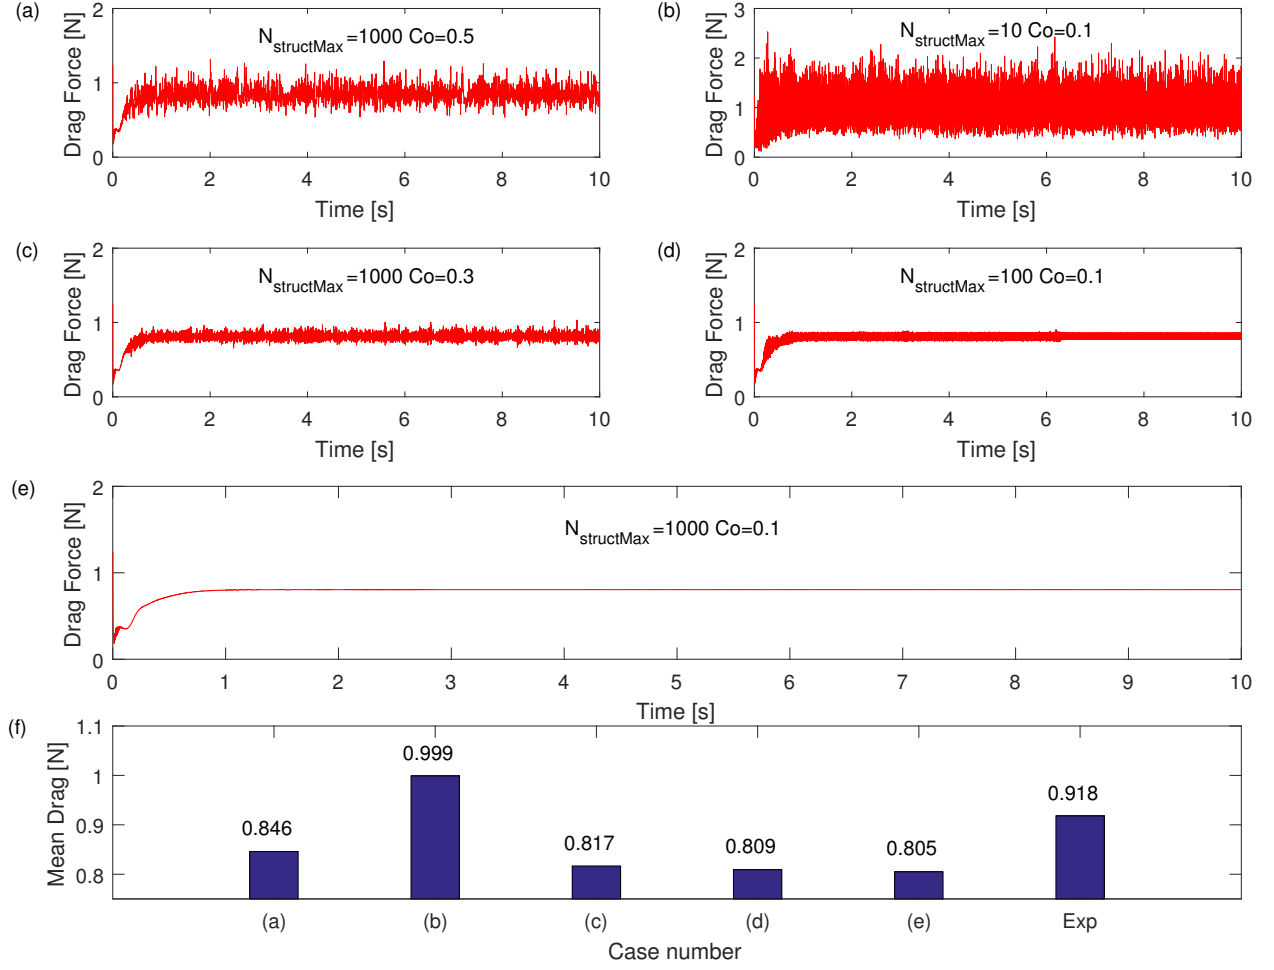 (a)
N_structMax=1000 Co=0.5
Drag Force [N]
2
1
0
0 2 4 6 8 10
Time [s]
(b)
N_structMax=10 Co=0.1
Drag Force [N]
3
2
1
0
0 2 4 6 8 10
Time [s]
(c)
N_structMax=1000 Co=0.3
Drag Force [N]
2
1
0
0 2 4 6 8 10
Time [s]
(d)
N_structMax=100 Co=0.1
Drag Force [N]
2
1
0
0 2 4 6 8 10
Time [s]
(e)
N_structMax=1000 Co=0.1
Drag Force [N]
2
1
0
0 1 2 3 4 5 6 7 8 9 10
Time [s]
(f)
Mean Drag [N]
1.1
1
0.9
0.8
0.846 0.999 0.817 0.809 0.805 0.918
(a) (b) (c) (d) (e) Exp
Case number